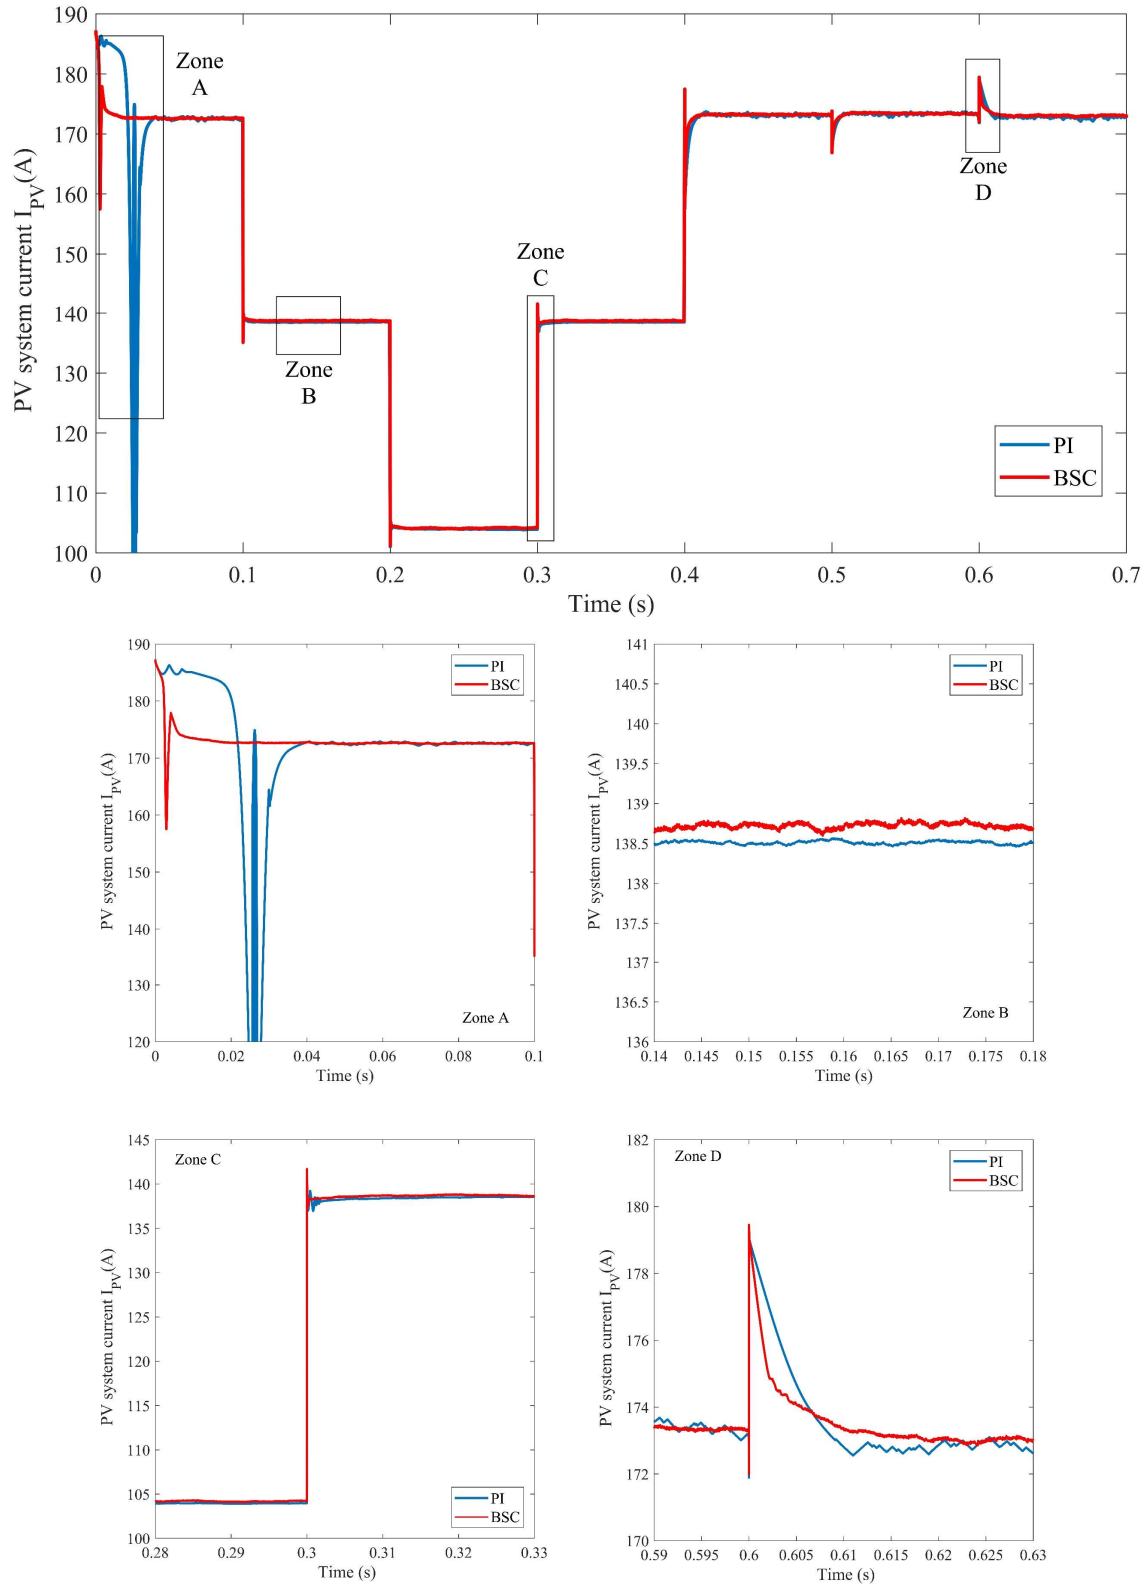 190
180
170
160
150
140
130
120
110
100
PV system current I_PV(A)
Zone
A
Zone
B
Zone
C
Zone
D
PI
BSC
0 0.1 0.2 0.3 0.4 0.5 0.6 0.7
Time (s)
190
180
170
160
150
140
130
120
PV system current I_PV(A)
PI
BSC
Zone A
0 0.02 0.04 0.06 0.08 0.1
Time (s)
141
140.5
140
139.5
139
138.5
138
137.5
137
136.5
136
PV system current I_PV(A)
PI
BSC
Zone B
0.14 0.145 0.15 0.155 0.16 0.165 0.17 0.175 0.18
Time (s)
145
140
135
130
125
120
115
110
105
100
PV system current I_PV(A)
Zone C
PI
BSC
0.28 0.29 0.3 0.31 0.32 0.33
Time (s)
182
180
178
176
174
172
170
PV system current I_PV(A)
Zone D
PI
BSC
0.59 0.595 0.6 0.605 0.61 0.615 0.62 0.625 0.63
Time (s)